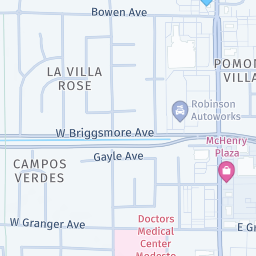 Bowen Ave
LA VILLA
ROSE
POMON
VILLA
Robinson
Autoworks
W Briggsmore Ave
McHenry
Plaza
Gayle Ave
CAMPOS
VERDES
W Granger Ave
Doctors
Medical
Center
Modesto
E Gr